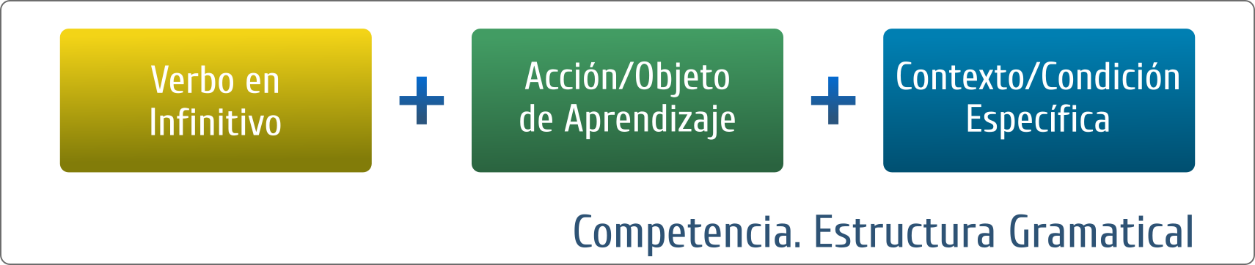 Verbo en
Infinitivo
+
Acción/Objeto
de Aprendizaje
+
Contexto/Condición
Específica
Competencia. Estructura Gramatical